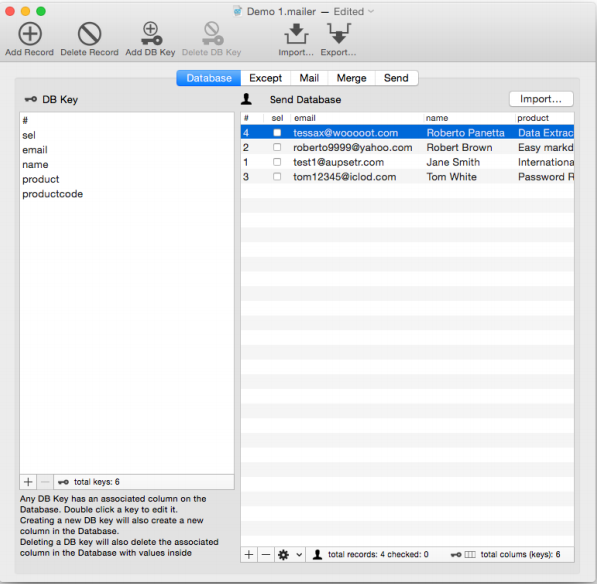 Demo 1.mailer — Edited
Add Record Delete Record Add DB Key Delete DB Key Import... Export...
Database Except Mail Merge Send
DB Key
Send Database
Import...
#
sel
email
name
product
productcode
# sel email name product
4 tessax@wooooot.com Roberto Panetta Data Extrac
2 roberto9999@yahoo.com Robert Brown Easy markd
1 test1@aupsetr.com Jane Smith Internationa
3 tom12345@iclod.com Tom White Password R
total keys: 6
Any DB Key has an associated column on the
Database. Double click a key to edit it.
Creating a new DB key will also create a new
column in the Database.
Deleting a DB key will also delete the associated
column in the Database with values inside
total records: 4 checked: 0
total colums (keys): 6